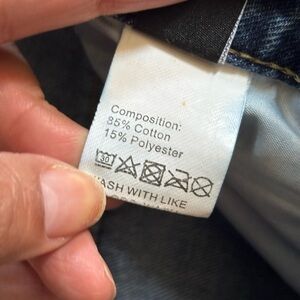 Composition:
85% Cotton
15% Polyester
30
WASH WITH LIKE